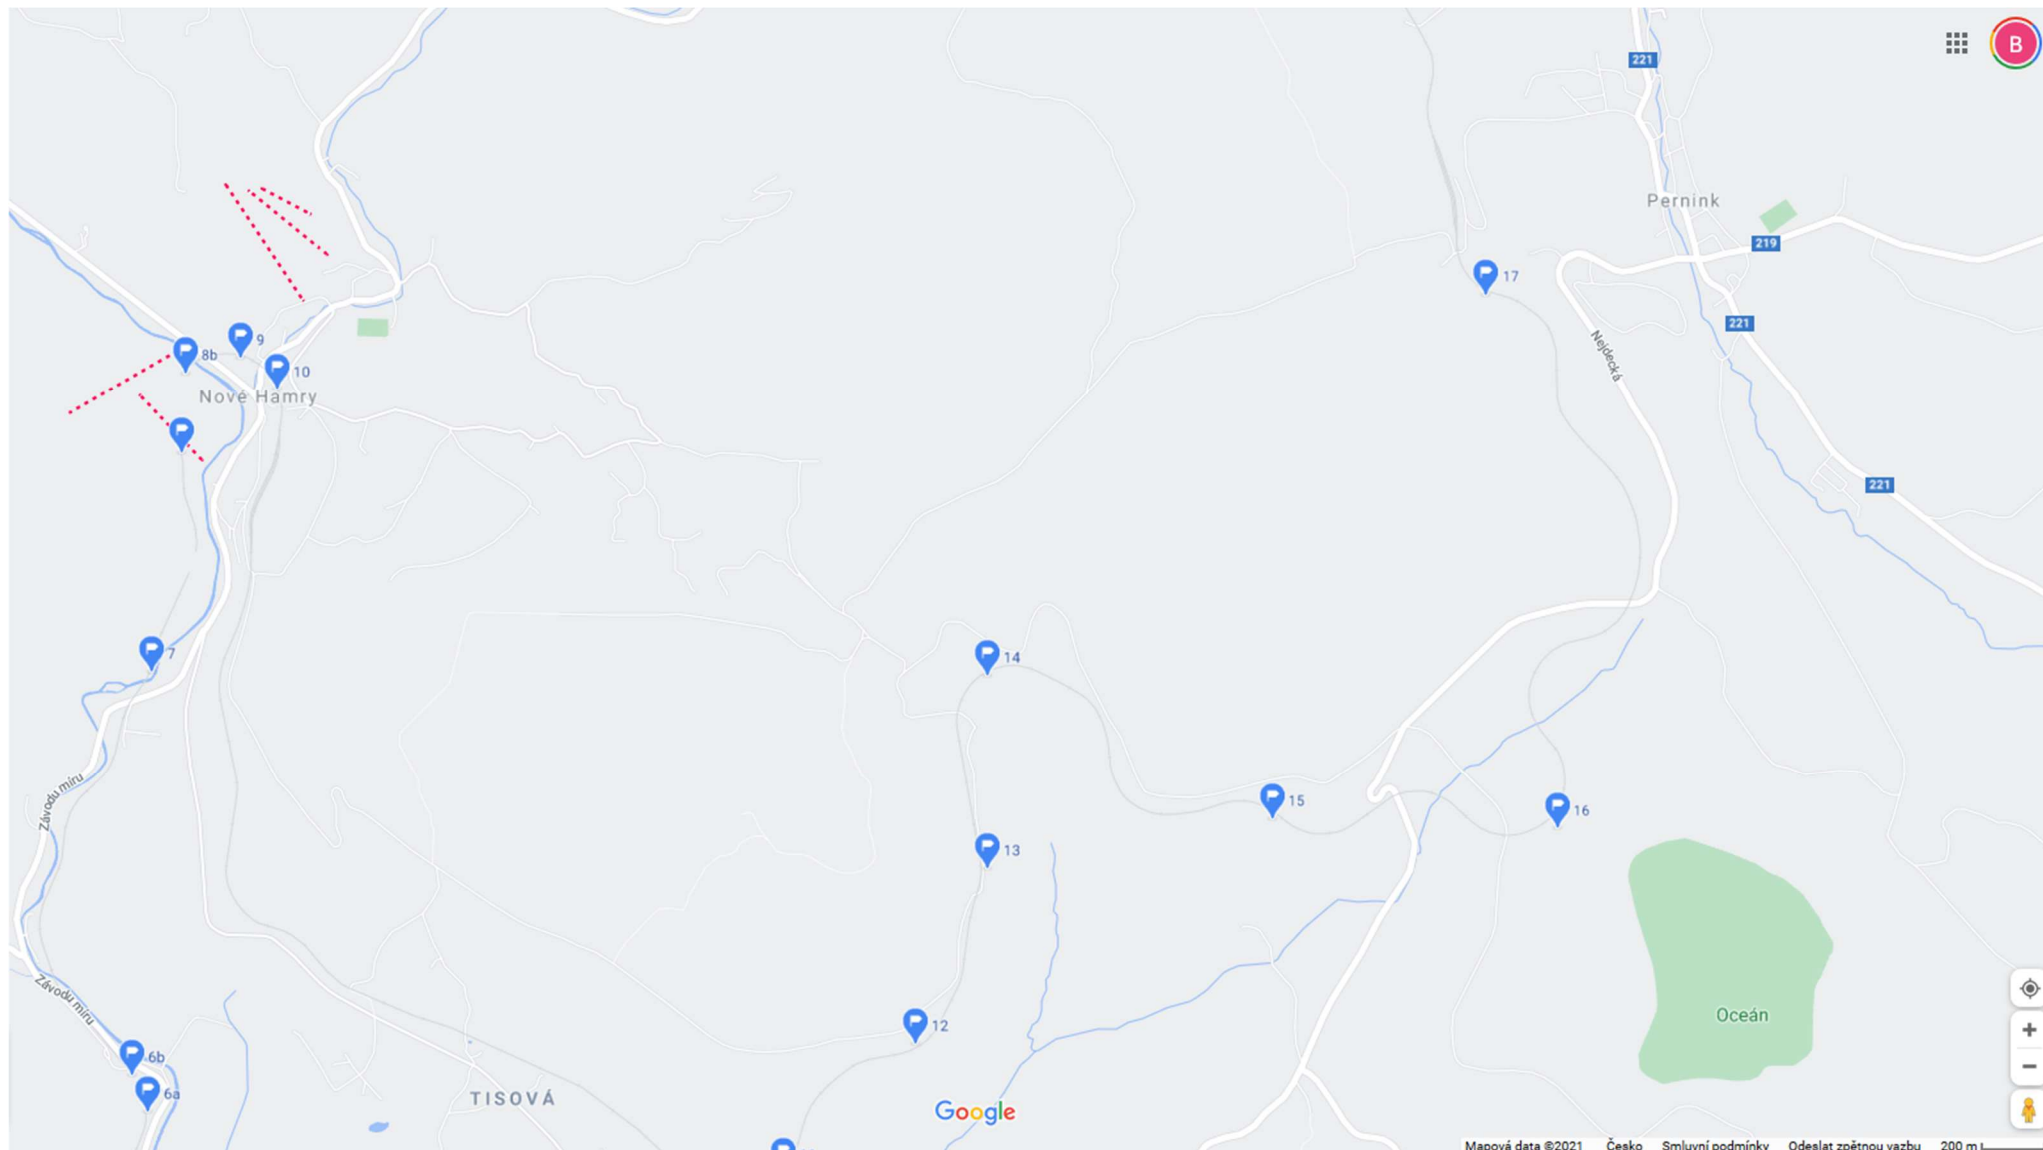 221
B
Pernink
219
17
9
8b
10
Nové Hamry
221
Nejdecká
221
7
14
Závodu míru
15
16
13
Závodu míru
Oceán
12
6b
6a
TISOVÁ
Google
Mapová data ©2021 Česko Smluvní podmínky Odeslat zpětnou vazbu 200 m